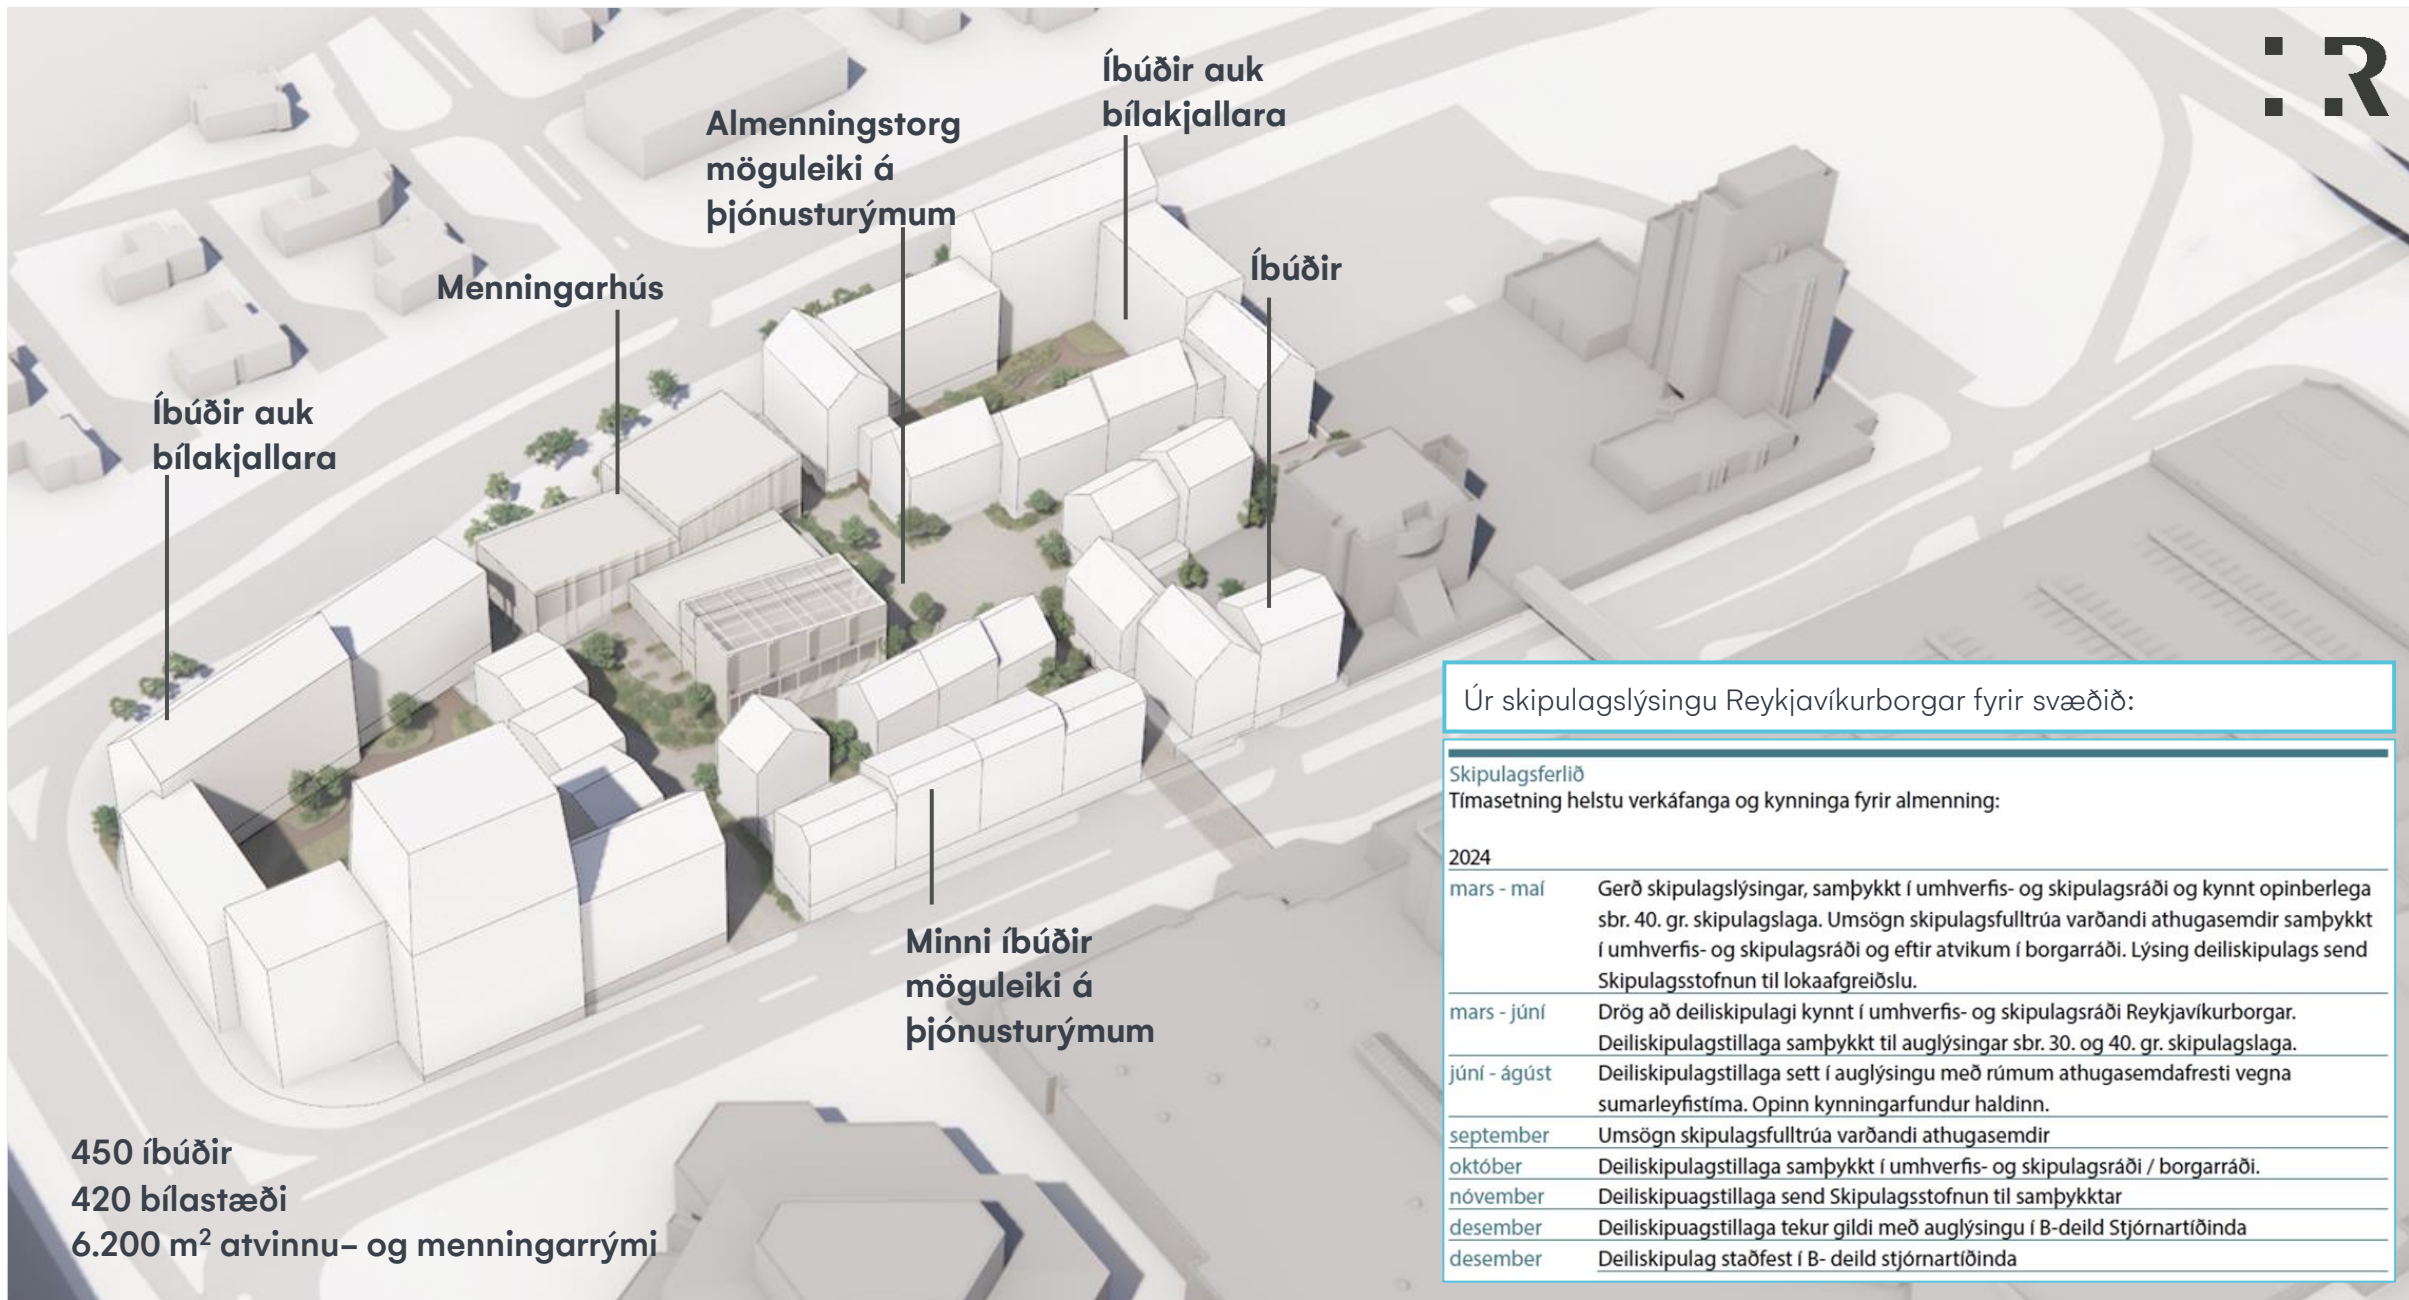 Íbúðir auk
bílakjallara
Almenningstorg
möguleiki á
þjónusturýmum
Íbúðir
Menningarhús
Íbúðir auk
bílakjallara
Minni íbúðir
möguleiki á
þjónusturýmum
450 íbúðir
420 bílastæði
6.200 m² atvinnu– og menningarrými
R
Úr skipulagslýsingu Reykjavíkurborgar fyrir svæðið:
Skipulagsferlið
Tímasetning helstu verkáfanga og kynninga fyrir almenning:
2024
mars - maí Gerð skipulagslýsingar, samþykkt í umhverfis- og skipulagsráði og kynnt opinberlega
sbr. 40. gr. skipulagslaga. Umsögn skipulagsfulltrúa varðandi athugasemdir samþykkt
í umhverfis- og skipulagsráði og eftir atvikum í borgarráði. Lýsing deiliskipulags send
Skipulagsstofnun til lokaafgreiðslu.
mars - júní Drög að deiliskipulagi kynnt í umhverfis- og skipulagsráði Reykjavíkurborgar.
Deiliskipulagstillaga samþykkt til auglýsingar sbr. 30. og 40. gr. skipulagslaga.
júní - ágúst Deiliskipulagstillaga sett í auglýsingu með rúmum athugasemdafresti vegna
sumarleyfistíma. Opinn kynningarfundur haldinn.
september Umsögn skipulagsfulltrúa varðandi athugasemdir
október Deiliskipulagstillaga samþykkt í umhverfis- og skipulagsráði / borgarráði.
nóvember Deiliskipuagstillaga send Skipulagsstofnun til samþykktar
desember Deiliskipuagstillaga tekur gildi með auglýsingu í B-deild Stjórnartíðinda
desember Deiliskipulag staðfest í B- deild stjórnartíðinda